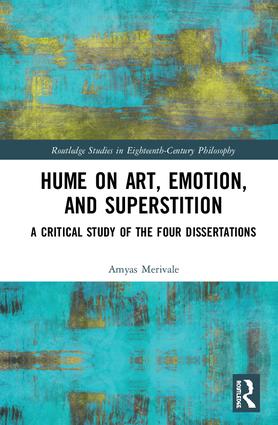 Routledge Studies in Eighteenth-Century Philosophy
HUME ON ART, EMOTION,
AND SUPERSTITION
A CRITICAL STUDY OF THE FOUR DISSERTATIONS
Amyas Merivale
ROUTLEDGE